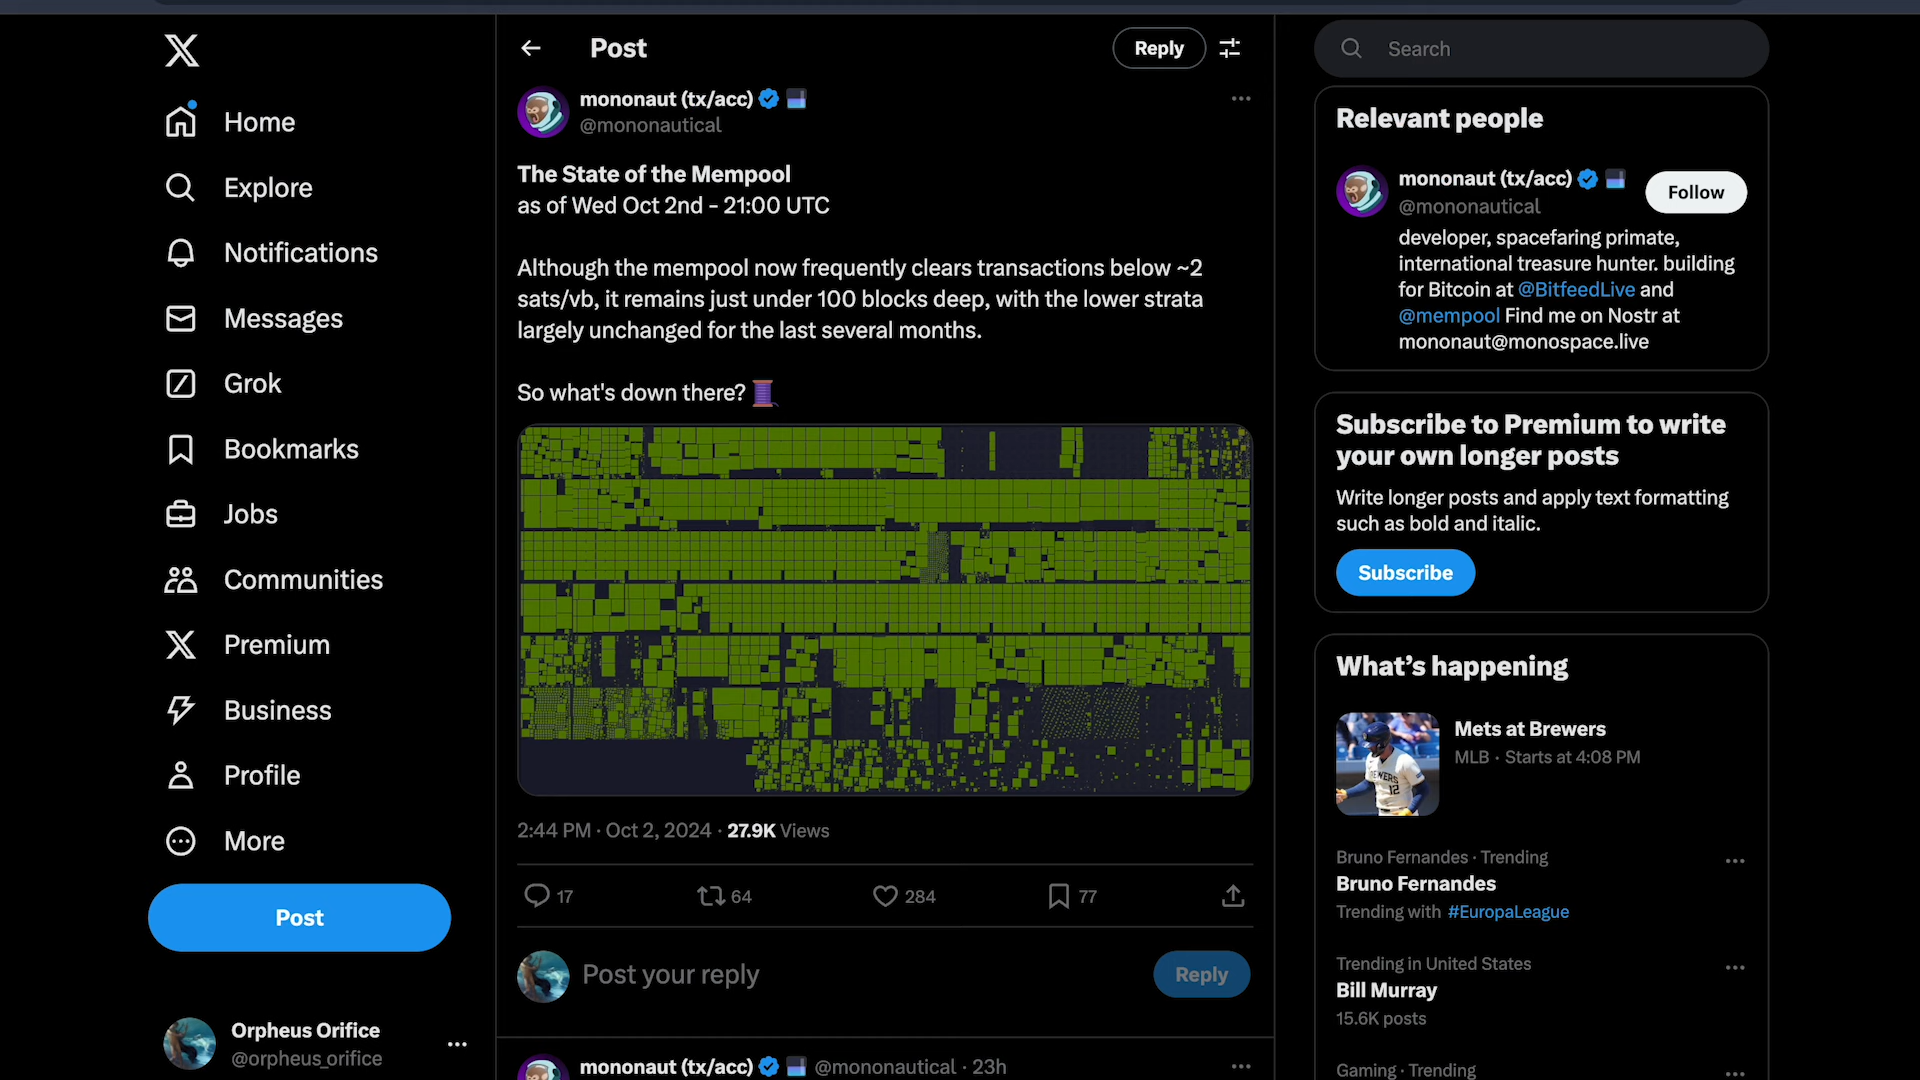 Home
Explore
Notifications
Messages
Grok
Bookmarks
Jobs
Communities
Premium
Business
Profile
More
Post
Orpheus Orifice
@orpheus_orifice
Post
Reply
mononaut (tx/acc)
@mononautical
The State of the Mempool
as of Wed Oct 2nd - 21:00 UTC
Although the mempool now frequently clears transactions below ~2
sats/vb, it remains just under 100 blocks deep, with the lower strata
largely unchanged for the last several months.
So what's down there?
2:44 PM · Oct 2, 2024 · 27.9K Views
17
64
284
77
Post your reply
Reply
mononaut (tx/acc) @mononautical · 23h
Search
Relevant people
mononaut (tx/acc)
@mononautical
Follow
developer, spacefaring primate,
international treasure hunter. building
for Bitcoin at @BitfeedLive and
@mempool Find me on Nostr at
mononaut@monospace.live
Subscribe to Premium to write
your own longer posts
Write longer posts and apply text formatting
such as bold and italic.
Subscribe
What’s happening
Mets at Brewers
MLB · Starts at 4:08 PM
BREWERS
12
Bruno Fernandes · Trending
Bruno Fernandes
Trending with #EuropaLeague
Trending in United States
Bill Murray
15.6K posts
Gaming · Trending